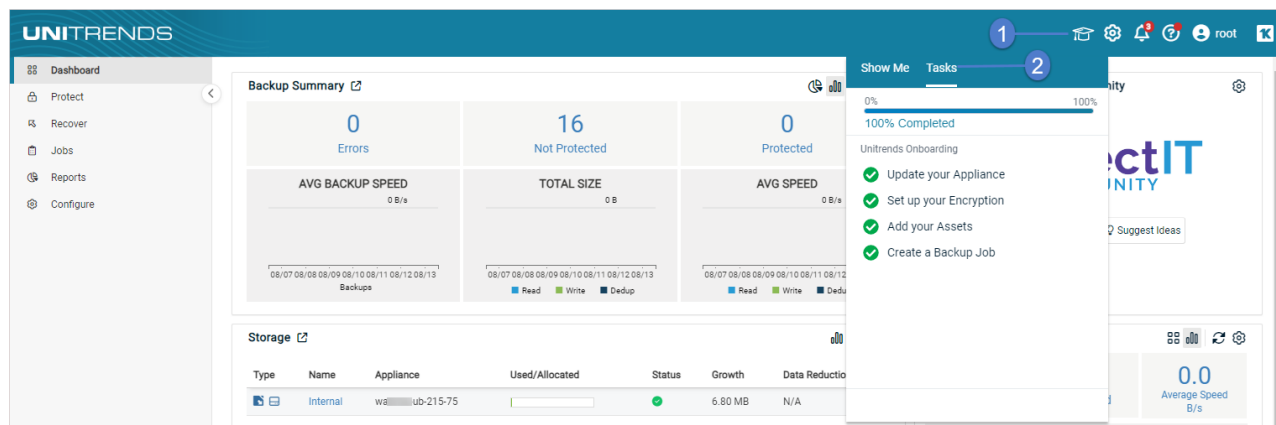 UNITRENDS
1
3
root
Dashboard
Protect
Recover
Jobs
Reports
Configure
Backup Summary
0
Errors
16
Not Protected
0
Protected
AVG BACKUP SPEED
0 B/s
08/07 08/08 08/09 08/10 08/11 08/12 08/13
Backups
TOTAL SIZE
0 B
08/07 08/08 08/09 08/10 08/11 08/12 08/13
Read Write Dedup
AVG SPEED
0 B/s
08/07 08/08 08/09 08/10 08/11 08/12
Read Write Dedu
Show Me Tasks 2
0% 100%
100% Completed
Unitrends Onboarding
Update your Appliance
Set up your Encryption
Add your Assets
Create a Backup Job
nity
ectIT
UNITY
Suggest Ideas
Storage
Type Name Appliance Used/Allocated Status Growth Data Reductio
Internal wa ub-215-75 6.80 MB N/A
0.0
Average Speed
B/s